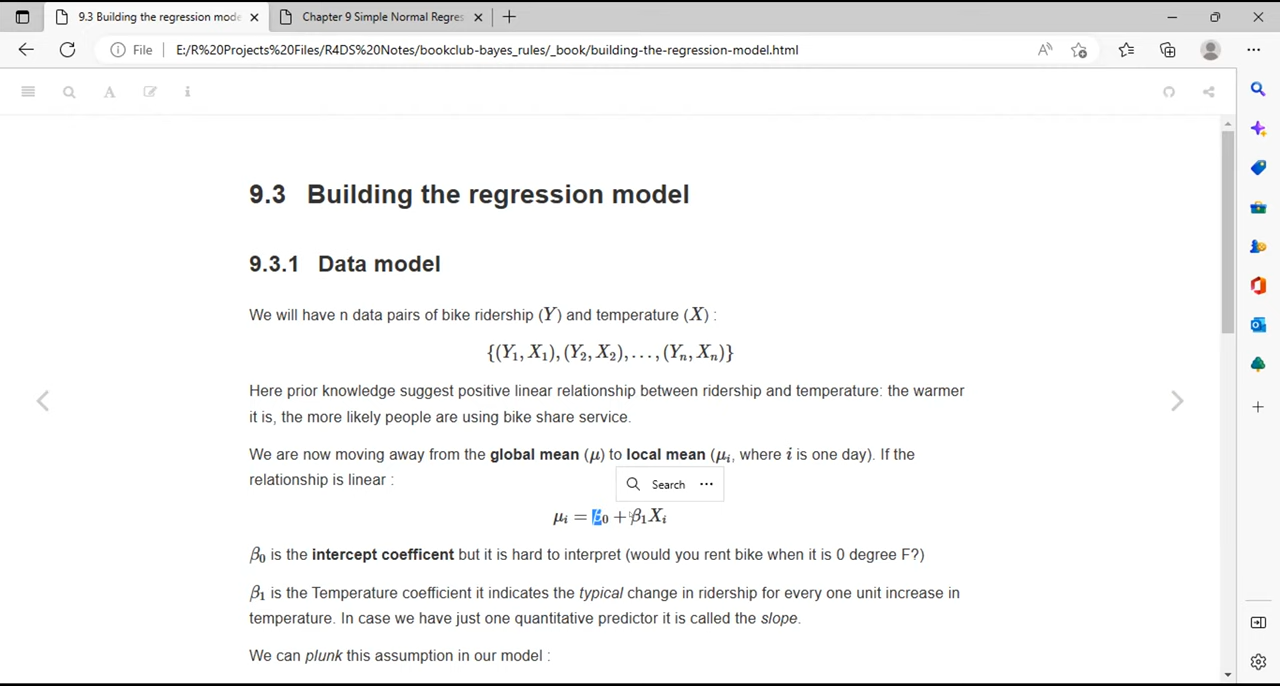 9.3 Building the regression mode
Chapter 9 Simple Normal Regres
File
E:/R%20Projects%20Files/R4DS%20Notes/bookclub-bayes_rules/_book/building-the-regression-model.html
9.3 Building the regression model
9.3.1 Data model
We will have n data pairs of bike ridership (Y) and temperature (X) :
{(Y₁, X₁), (Y₂, X₂), . . . , (Yₙ, Xₙ)}
Here prior knowledge suggest positive linear relationship between ridership and temperature: the warmer
it is, the more likely people are using bike share service.
We are now moving away from the global mean (μ) to local mean (μᵢ, where i is one day). If the
relationship is linear :
Search
μᵢ = β₀ + β₁Xᵢ
β₀ is the intercept coefficent but it is hard to interpret (would you rent bike when it is 0 degree F?)
β₁ is the Temperature coefficient it indicates the typical change in ridership for every one unit increase in
temperature. In case we have just one quantitative predictor it is called the slope.
We can plunk this assumption in our model :